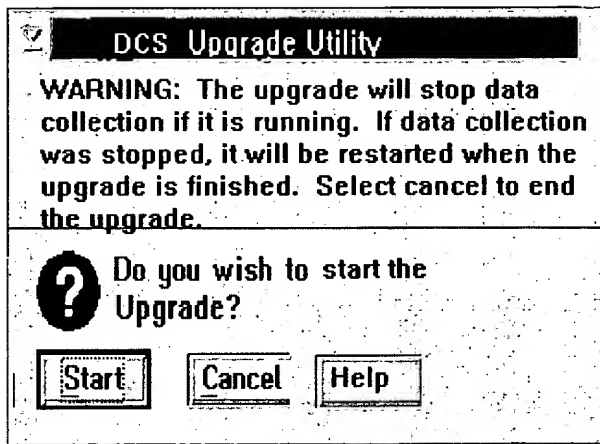 DCS Upgrade Utility
WARNING: The upgrade will stop data
collection if it is running. If data collection
was stopped, it will be restarted when the
upgrade is finished. Select cancel to end
the upgrade.
Do you wish to start the
Upgrade?
Start Cancel Help